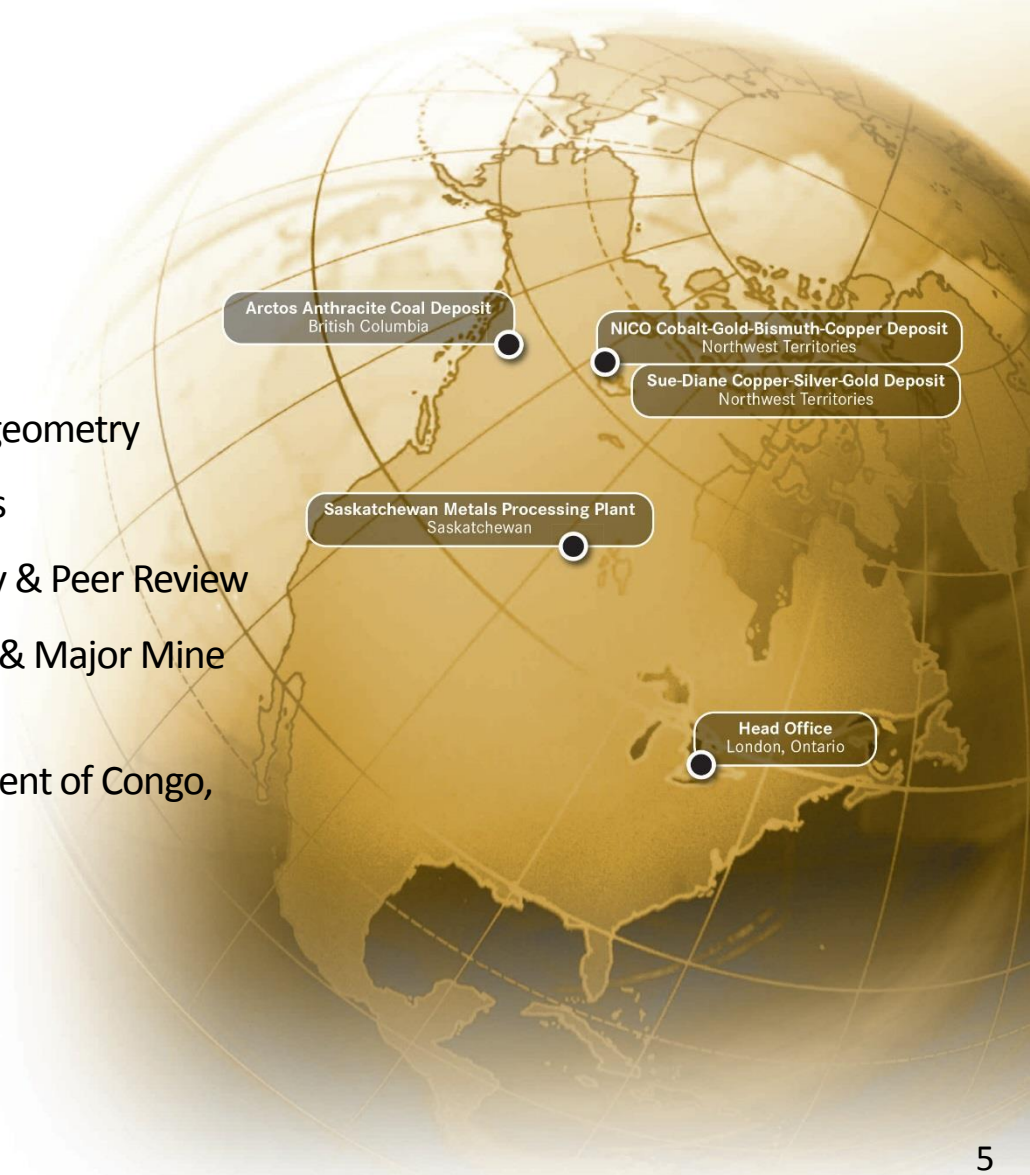 Arctos Anthracite Coal Deposit
British Columbia
NICO Cobalt-Gold-Bismuth-Copper Deposit
Northwest Territories
Sue-Diane Copper-Silver-Gold Deposit
Northwest Territories
geometry
Saskatchewan Metals Processing Plant
Saskatchewan
s
y & Peer Review
& Major Mine
Head Office
London, Ontario
ent of Congo,
5